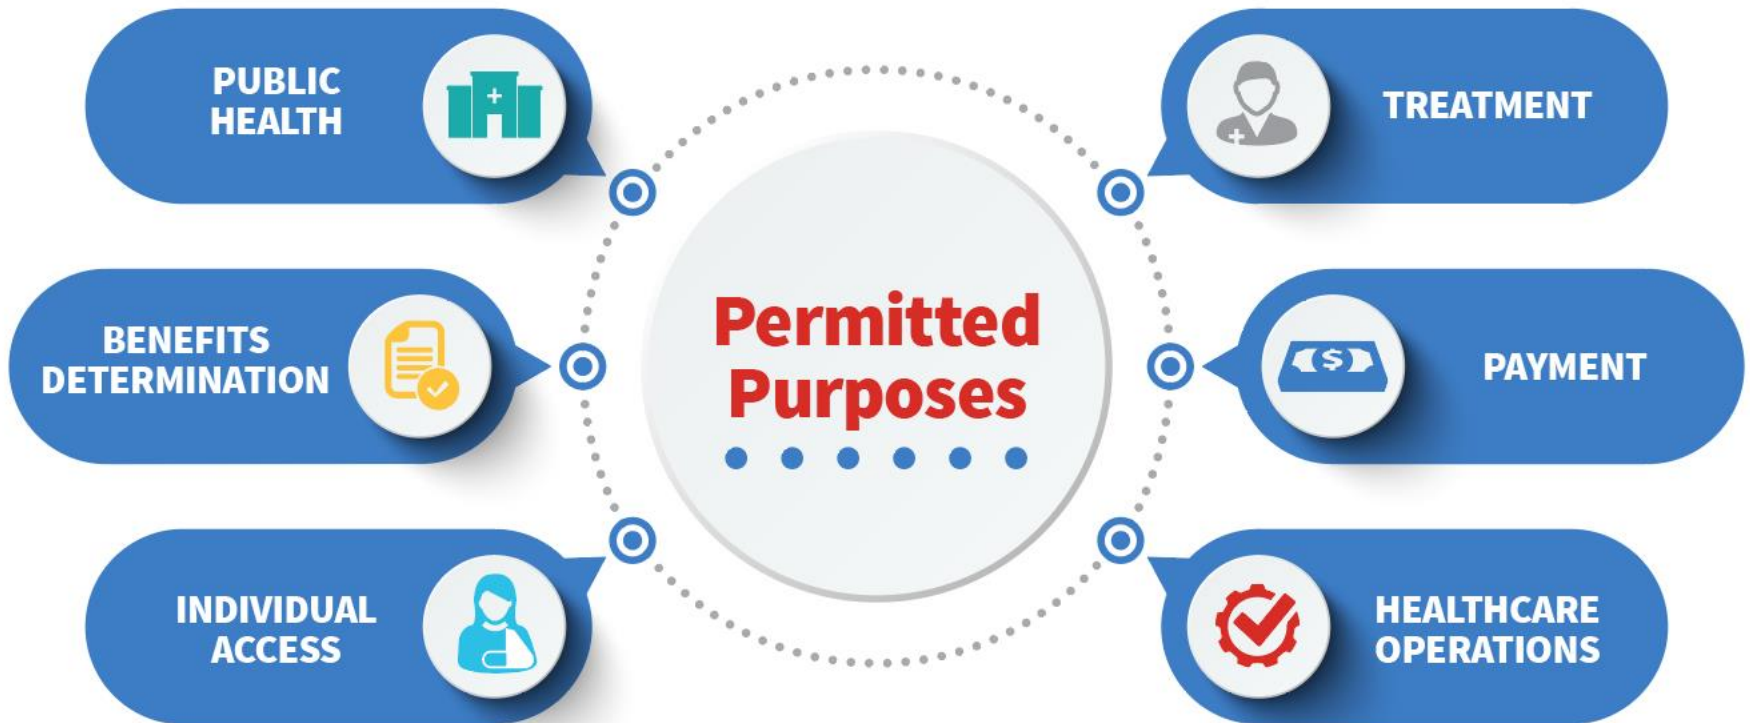 PUBLIC
HEALTH
BENEFITS
DETERMINATION
INDIVIDUAL
ACCESS
Permitted
Purposes
TREATMENT
$
PAYMENT
HEALTHCARE
OPERATIONS